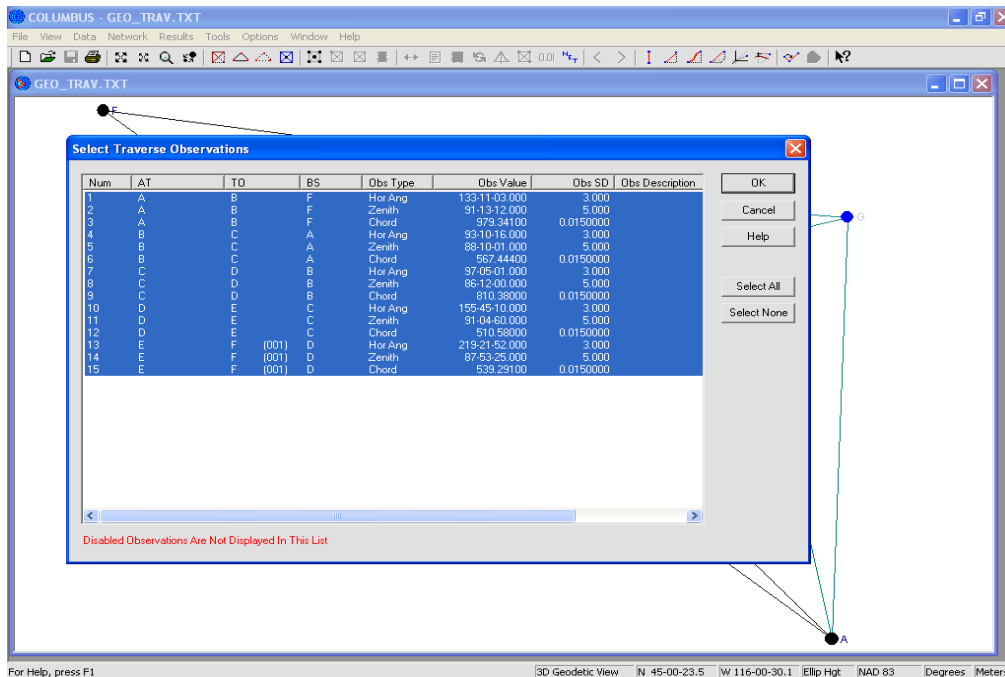 COLUMBUS - GEO_TRAV.TXT
File View Data Network Results Tools Options Window Help
0.01 N E T
GEO_TRAV.TXT
F
Select Traverse Observations
Num AT TO BS Obs Type Obs Value Obs SD Obs Description
1 A B F Hor Ang 133-11-03.000 3.000
2 A B F Zenith 91-13-12.000 5.000
3 A B F Chord 979.34100 0.0150000
4 B C A Hor Ang 93-10-16.000 3.000
5 B C A Zenith 88-10-01.000 5.000
6 B C A Chord 567.44400 0.0150000
7 C D B Hor Ang 97-05-01.000 3.000
8 C D B Zenith 86-12-00.000 5.000
9 C D B Chord 810.38000 0.0150000
10 D E C Hor Ang 155-45-10.000 3.000
11 D E C Zenith 91-04-60.000 5.000
12 D E C Chord 510.58000 0.0150000
13 E F (001) D Hor Ang 219-21-52.000 3.000
14 E F (001) D Zenith 87-53-25.000 5.000
15 E F (001) D Chord 539.29100 0.0150000
OK
Cancel
Help
Select All
Select None
Disabled Observations Are Not Displayed In This List
G
A
For Help, press F1 3D Geodetic View N 45-00-23.5 W 116-00-30.1 Ellip Hgt NAD 83 Degrees Meter